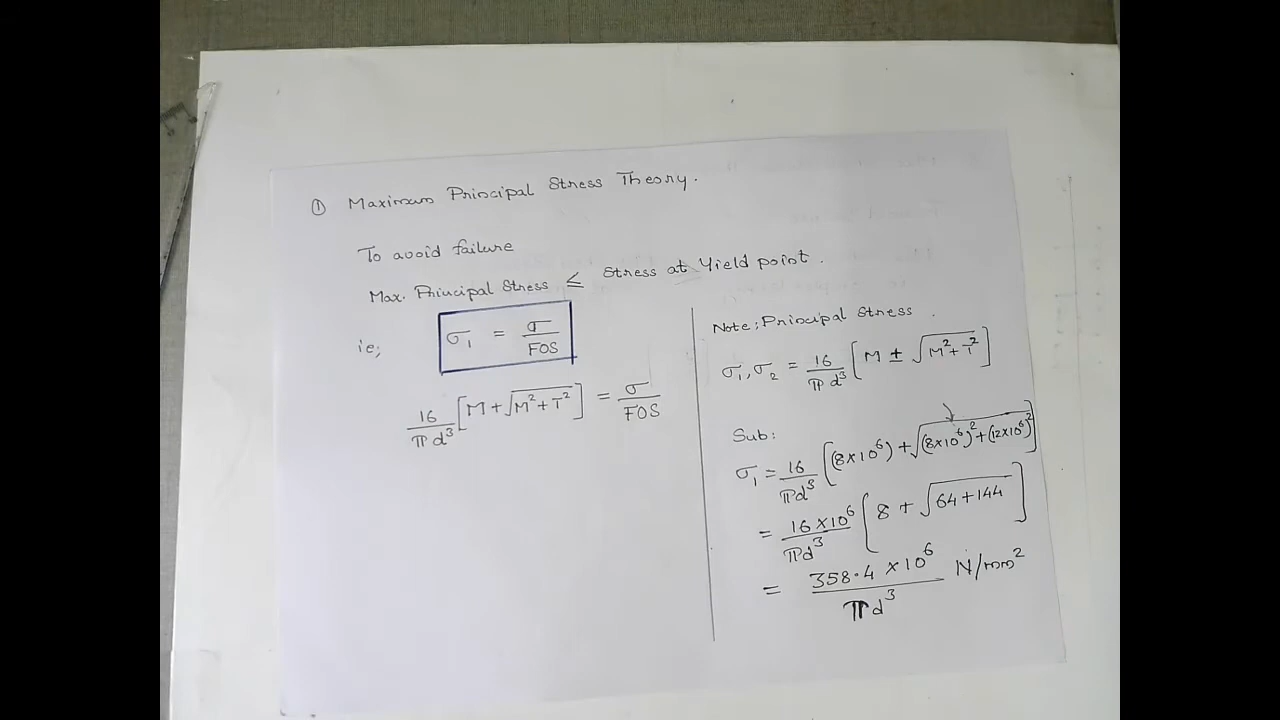 ① Maximum Principal Stress Theory.
To avoid failure
Max. Principal Stress ≤ Stress at Yield point.
ie; σ₁ = σ/FOS
16/πd³ [M + √(M² + T²)] = σ/FOS
Note: Principal Stress.
σ₁, σ₂ = 16/πd³ [M ± √(M² + T²)]
Sub:
σ₁ = 16/πd³ [(8×10⁶) + √((8×10⁶)² + (12×10⁶)²)]
= 16×10⁶/πd³ [8 + √(64+144)]
= 358.4 × 10⁶/πd³ N/mm²